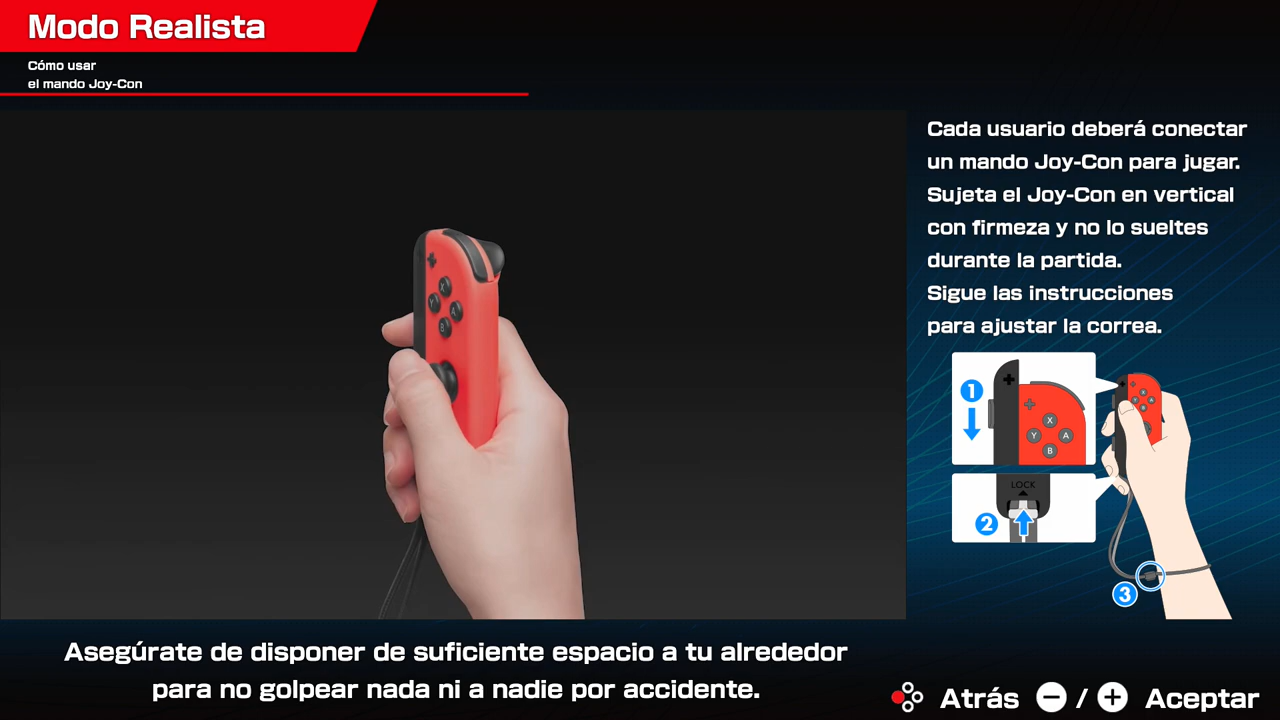 Modo Realista
Cómo usar
el mando Joy-Con
Cada usuario deberá conectar
un mando Joy-Con para jugar.
Sujeta el Joy-Con en vertical
con firmeza y no lo sueltes
durante la partida.
Sigue las instrucciones
para ajustar la correa.
X
Y
A
B
1
X
Y
A
B
X
Y
A
B
LOCK
2
3
Asegúrate de disponer de suficiente espacio a tu alrededor
para no golpear nada ni a nadie por accidente.
Atrás
/
Aceptar